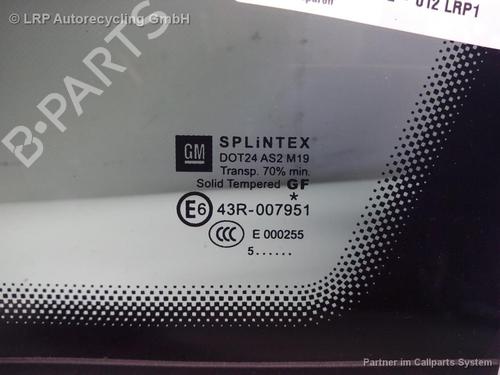 © LRP Autorecycling GmbH
012 LRP1
B-PARTS
GM SPLiNTEX
DOT24 AS2 M19
Transp. 70% min.
Solid Tempered GF
*
E6 43R-007951
CCC E 000255
5......
Partner im Callparts System